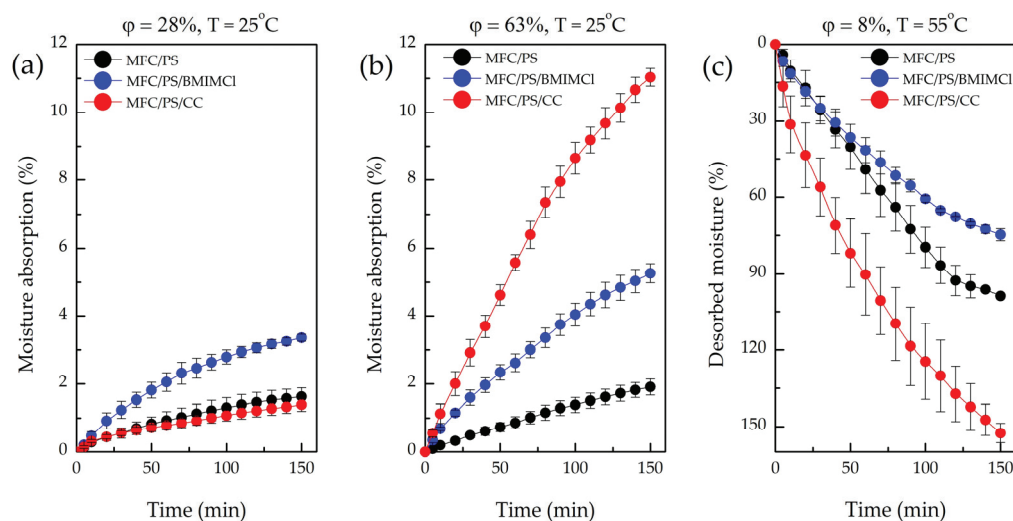 φ = 28%, T = 25°C
(a)
MFC/PS
MFC/PS/BMIMCl
MFC/PS/CC
Moisture absorption (%)
12
10
8
6
4
2
0
0
50
100
150
Time (min)
φ = 63%, T = 25°C
(b)
MFC/PS
MFC/PS/BMIMCl
MFC/PS/CC
Moisture absorption (%)
12
10
8
6
4
2
0
0
50
100
150
Time (min)
φ = 8%, T = 55°C
(c)
MFC/PS
MFC/PS/BMIMCl
MFC/PS/CC
Desorbed moisture (%)
0
30
60
90
120
150
0
50
100
150
Time (min)